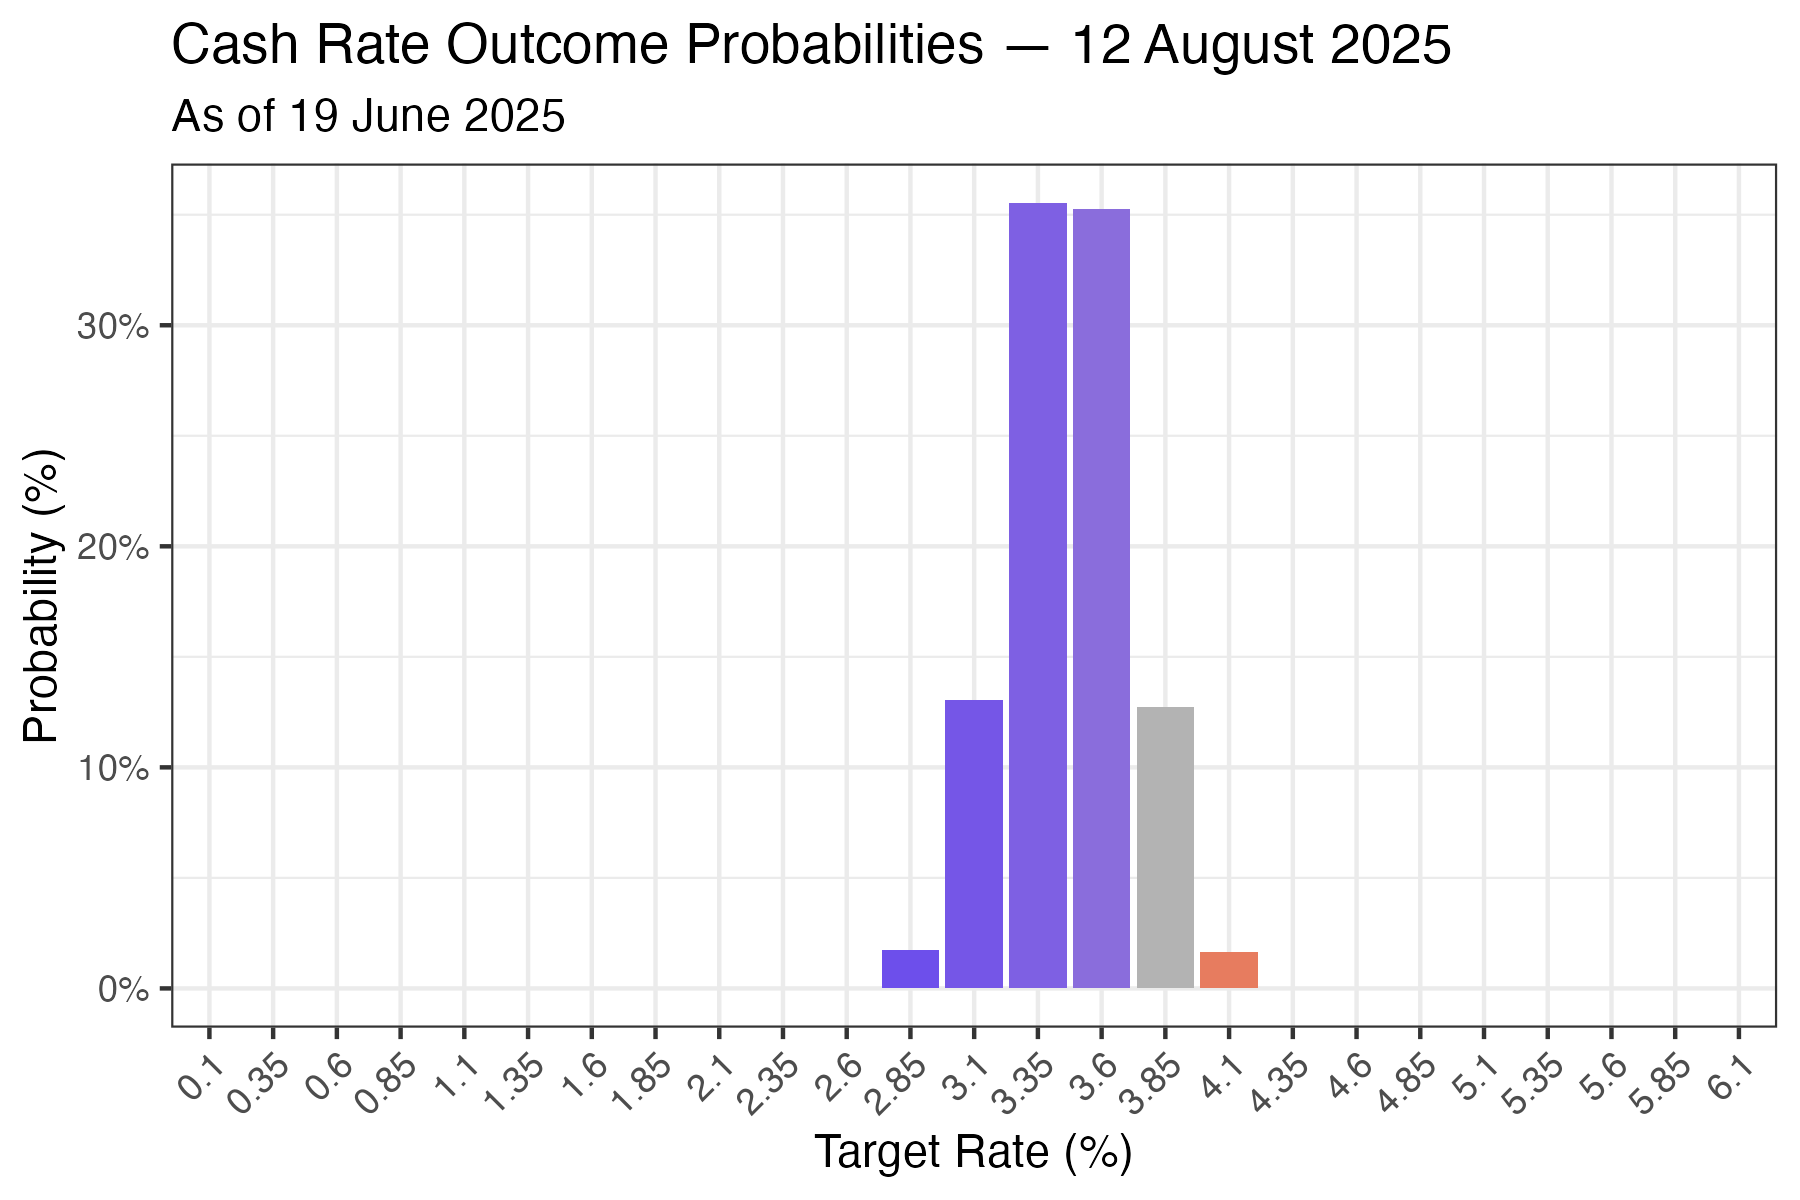 Cash Rate Outcome Probabilities — 12 August 2025
As of 19 June 2025
Probability (%)
30%
20%
10%
0%
0.1 0.35 0.6 0.85 1.1 1.35 1.6 1.85 2.1 2.35 2.6 2.85 3.1 3.35 3.6 3.85 4.1 4.35 4.6 4.85 5.1 5.35 5.6 5.85 6.1
Target Rate (%)